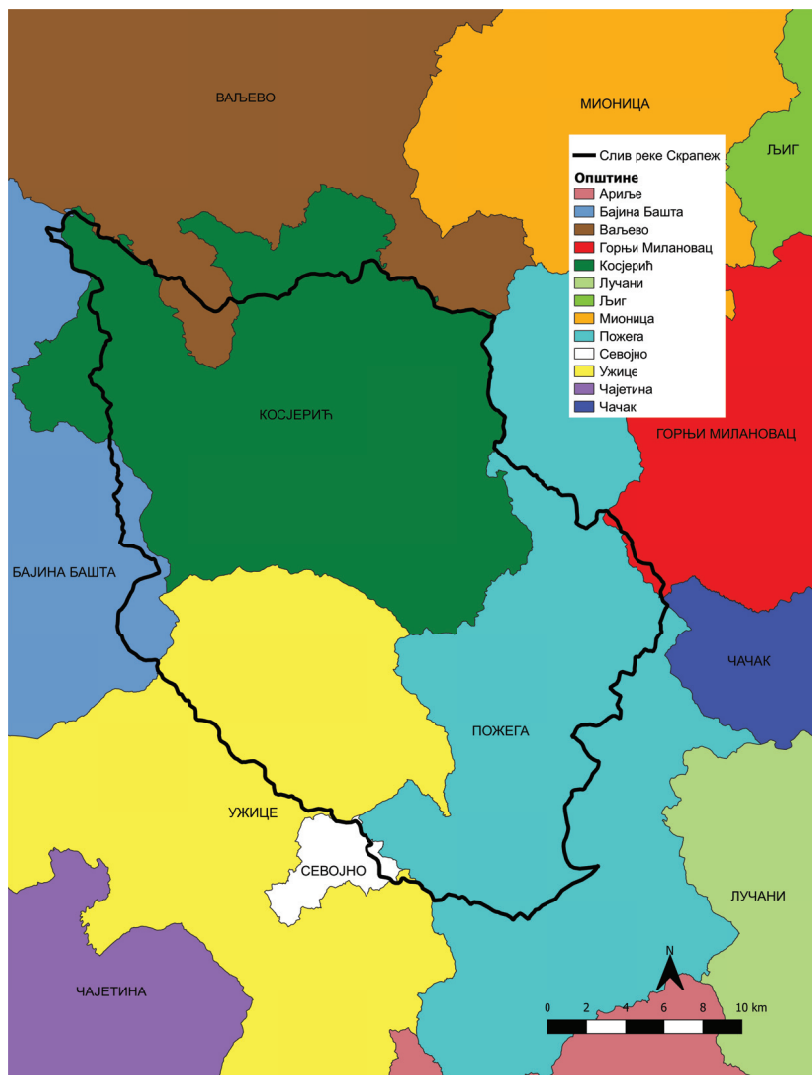 ВАЉЕВО
МИОНИЦА
ЉИГ
Слив реке Скрапеж
Општине
Ариље
Бајина Башта
Ваљево
Горњи Милановац
Косјерић
Лучани
Љиг
Мионица
Пожега
Севојно
Ужице
Чајетина
Чачак
КОСЈЕРИЋ
ГОРЊИ МИЛАНОВАЦ
БАЈИНА БАШТА
ЧАЧАК
ПОЖЕГА
УЖИЦЕ
СЕВОЈНО
ЛУЧАНИ
ЧАЈЕТИНА
N
0 2 4 6 8 10 km